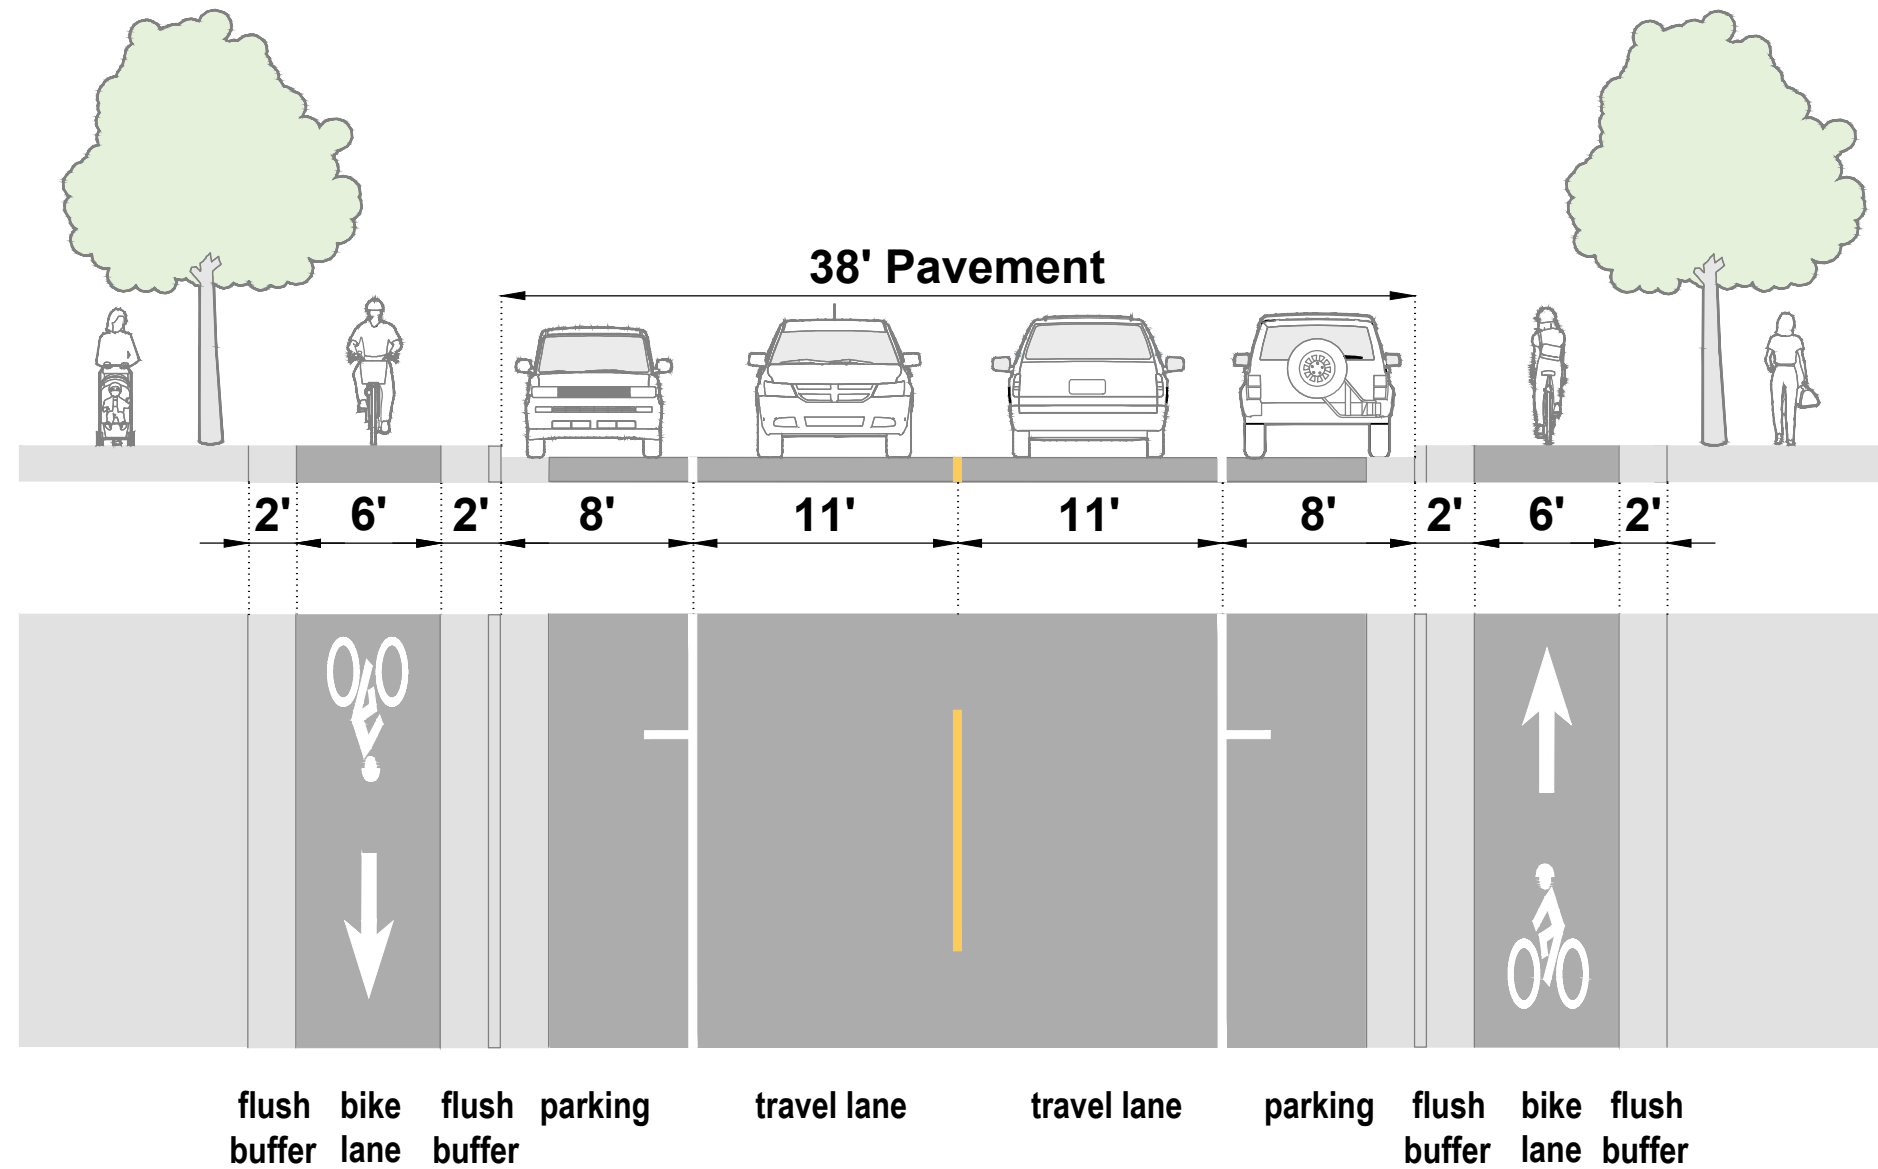 38' Pavement
2' 6' 2' 8' 11' 11' 8' 2' 6' 2'
flush bike flush parking travel lane travel lane parking flush bike flush
buffer lane buffer buffer lane buffer